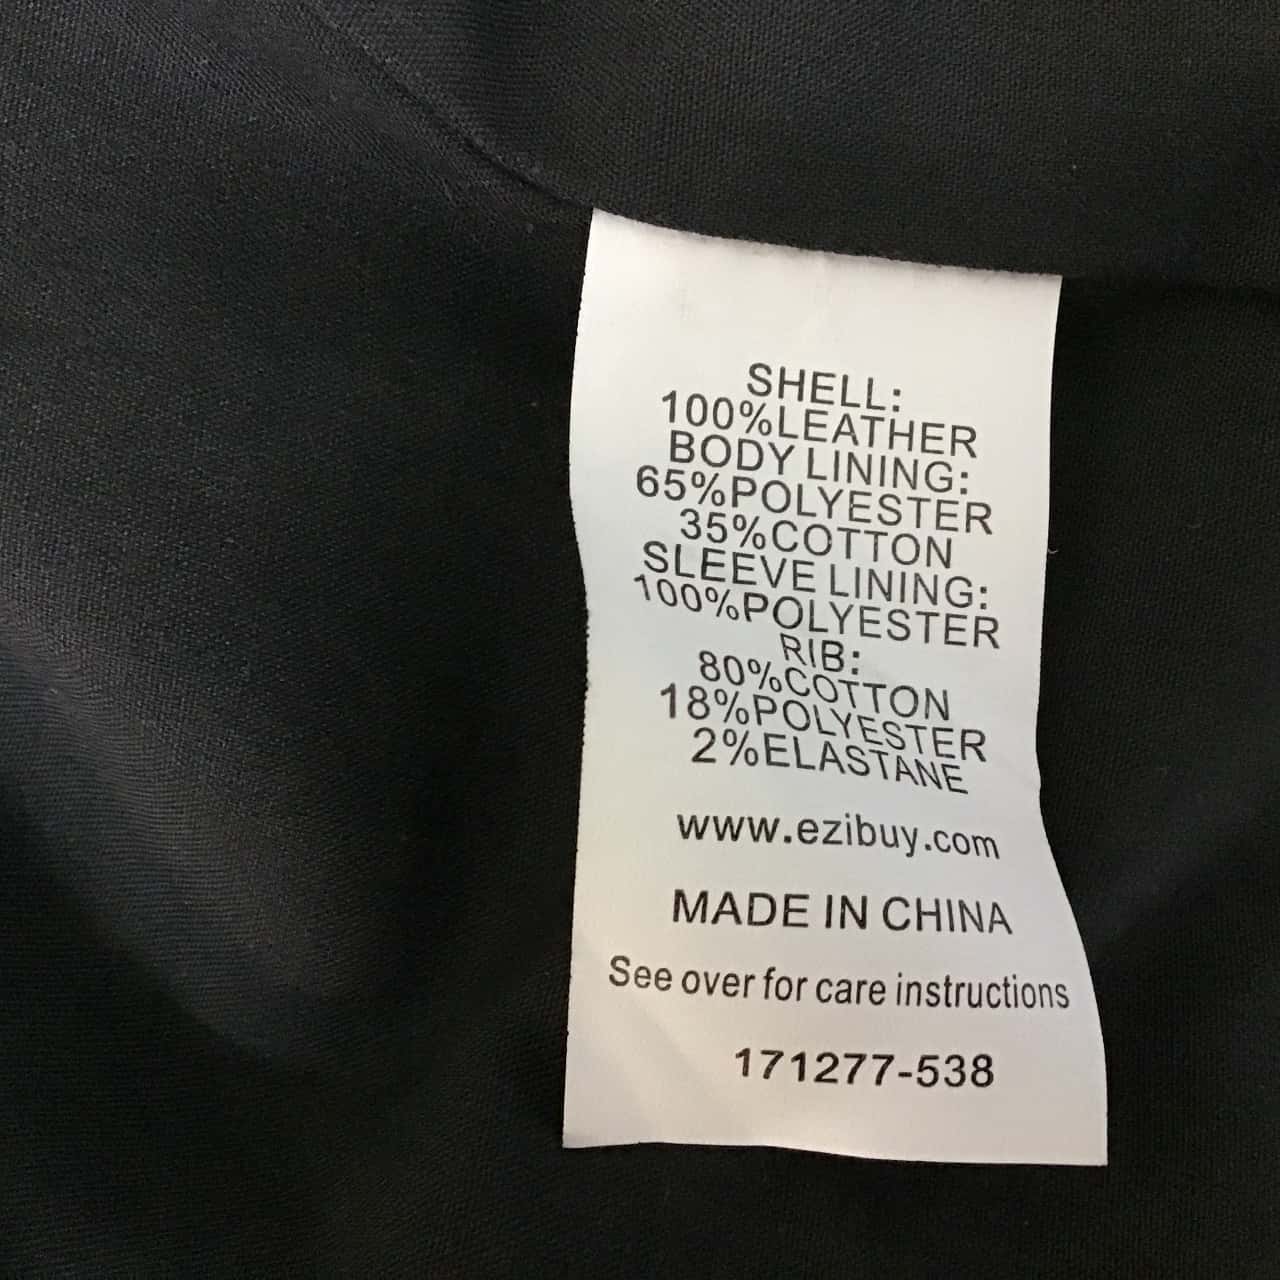 SHELL:
100%LEATHER
BODY LINING:
65%POLYESTER
35%COTTON
SLEEVE LINING:
100%POLYESTER
RIB:
80%COTTON
18%POLYESTER
2%ELASTANE
www.ezibuy.com
MADE IN CHINA
See over for care instructions
171277-538